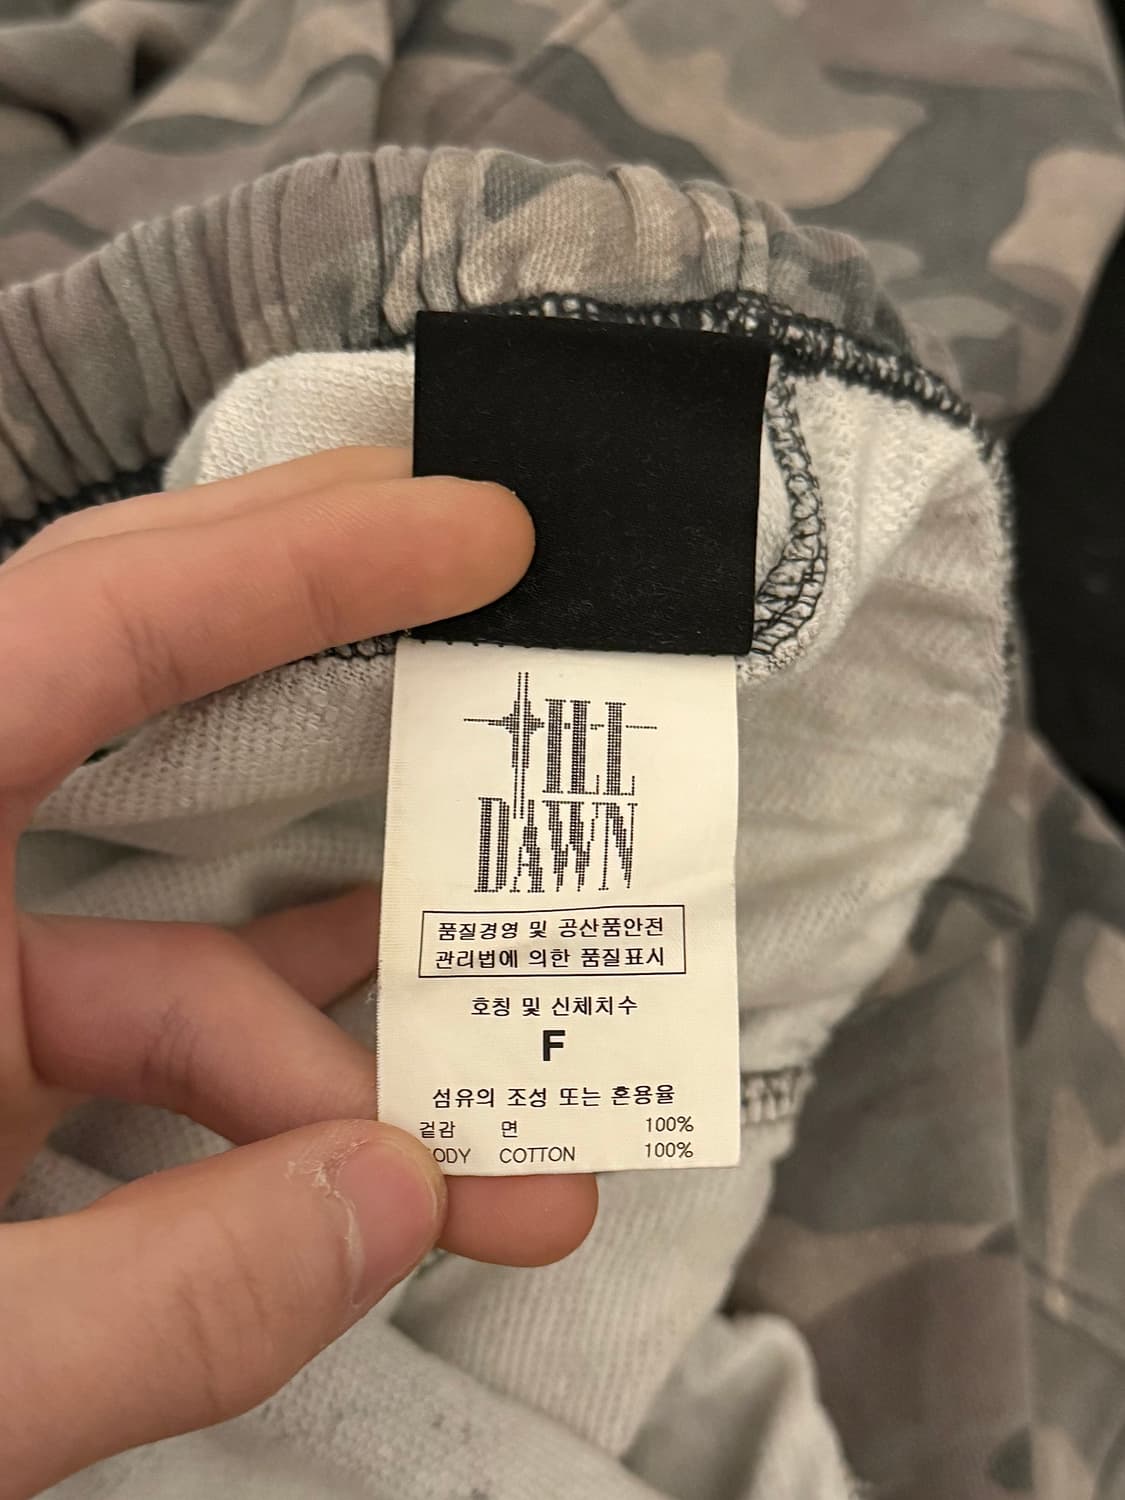 TILL
DAWN
품질경영 및 공산품안전
관리법에 의한 품질표시
호칭 및 신체치수
F
섬유의 조성 또는 혼용율
겉감 면 100%
ODY COTTON 100%